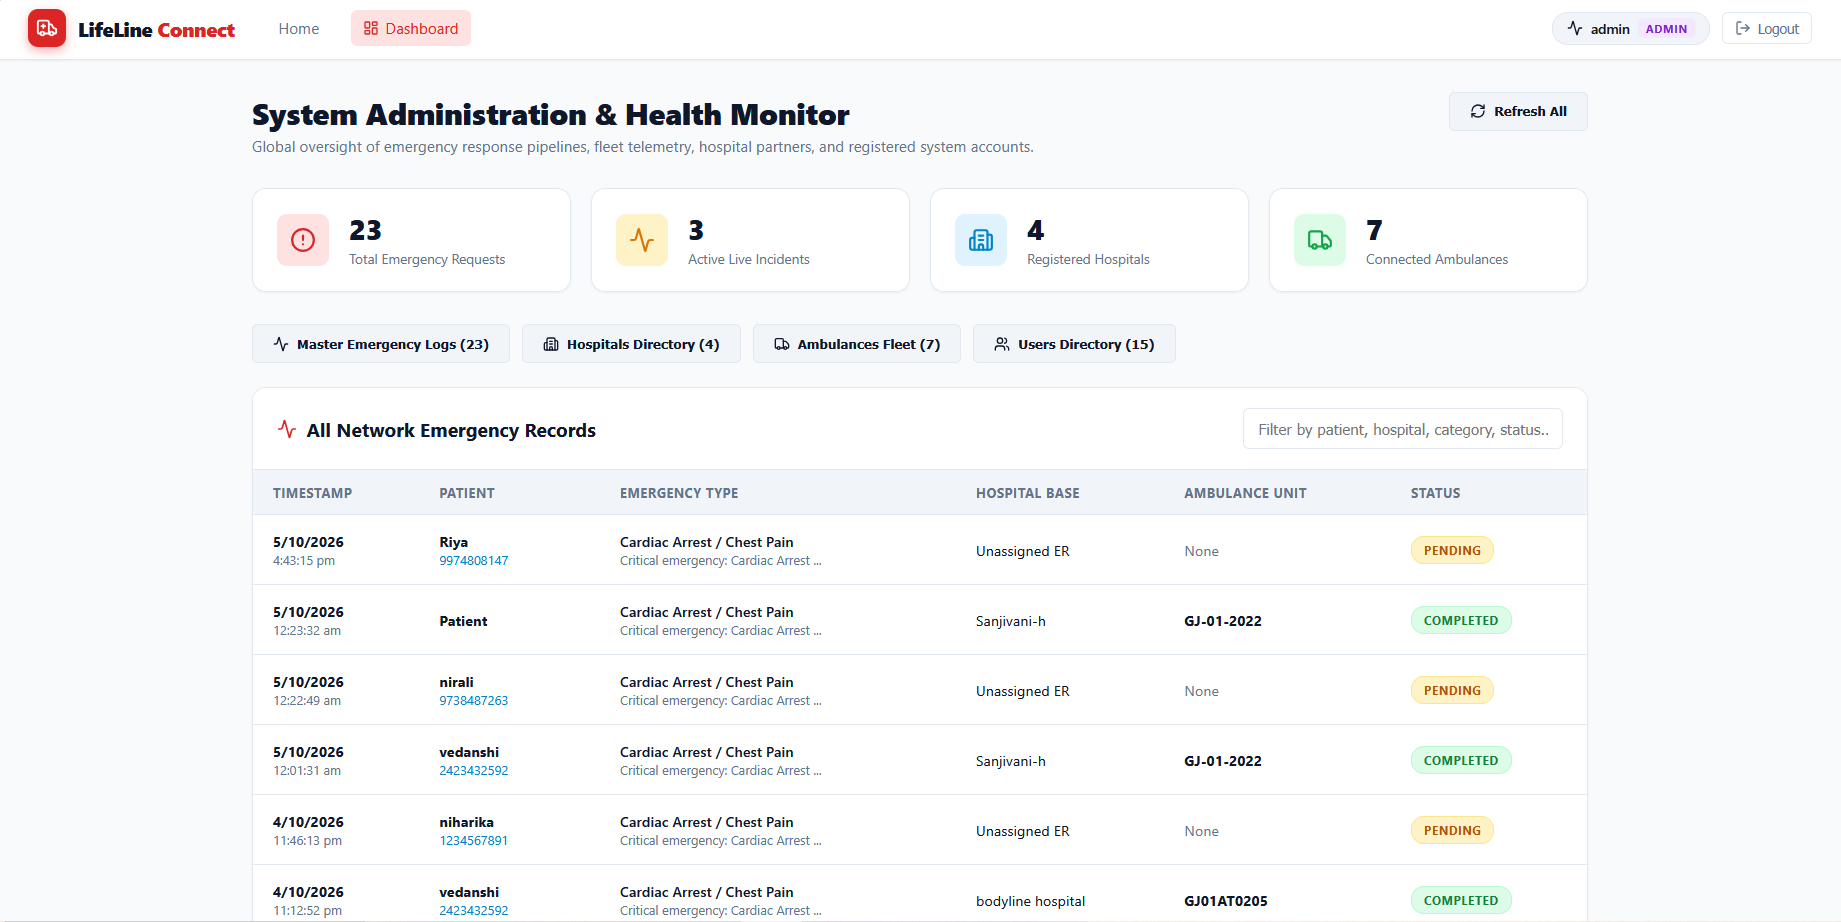 LifeLine Connect
Home
Dashboard
admin ADMIN
Logout
System Administration & Health Monitor
Refresh All
Global oversight of emergency response pipelines, fleet telemetry, hospital partners, and registered system accounts.
23
Total Emergency Requests
3
Active Live Incidents
4
Registered Hospitals
7
Connected Ambulances
Master Emergency Logs (23)
Hospitals Directory (4)
Ambulances Fleet (7)
Users Directory (15)
All Network Emergency Records
Filter by patient, hospital, category, status..
TIMESTAMP PATIENT EMERGENCY TYPE HOSPITAL BASE AMBULANCE UNIT STATUS
5/10/2026 Riya Cardiac Arrest / Chest Pain
4:43:15 pm 9974808147 Critical emergency: Cardiac Arrest ...
Unassigned ER None PENDING
5/10/2026 Cardiac Arrest / Chest Pain
12:23:32 am Critical emergency: Cardiac Arrest ...
Patient Sanjivani-h GJ-01-2022 COMPLETED
5/10/2026 nirali Cardiac Arrest / Chest Pain
12:22:49 am 9738487263 Critical emergency: Cardiac Arrest ...
Unassigned ER None PENDING
5/10/2026 vedanshi Cardiac Arrest / Chest Pain
12:01:31 am 2423432592 Critical emergency: Cardiac Arrest ...
Sanjivani-h GJ-01-2022 COMPLETED
4/10/2026 niharika Cardiac Arrest / Chest Pain
11:46:13 pm 1234567891 Critical emergency: Cardiac Arrest ...
Unassigned ER None PENDING
4/10/2026 vedanshi Cardiac Arrest / Chest Pain
11:12:52 pm 2423432592 Critical emergency: Cardiac Arrest ...
bodyline hospital GJ01AT0205 COMPLETED